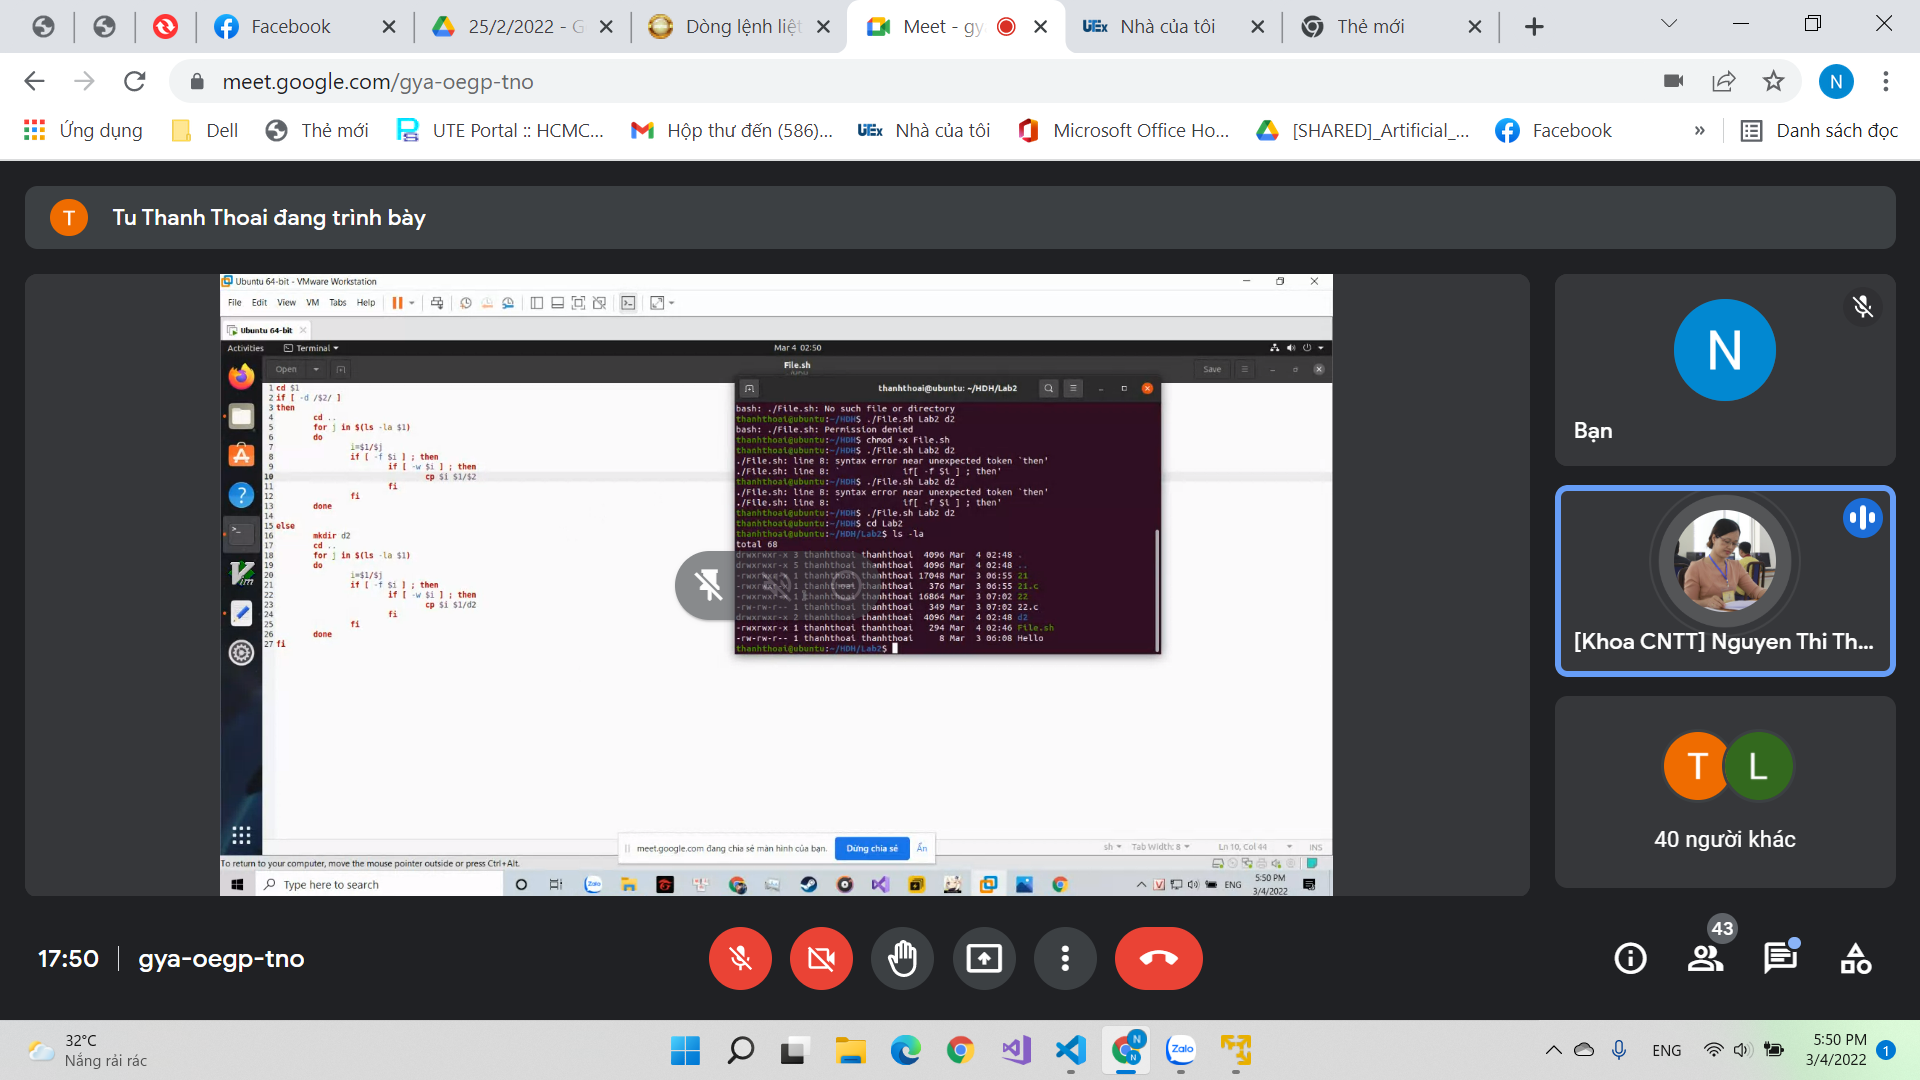 Facebook
25/2/2022 - G
Dòng lệnh liệt
Meet - gy
Nhà của tôi
Thẻ mới
meet.google.com/gya-oegp-tno
N
Ứng dụng
Dell
Thẻ mới
UTE Portal :: HCMC...
Hộp thư đến (586)...
Nhà của tôi
Microsoft Office Ho...
[SHARED]_Artificial_...
Facebook
»
Danh sách đọc
T
Tu Thanh Thoai đang trình bày
Ubuntu 64-bit - VMware Workstation
File Edit View VM Tabs Help
Ubuntu 64-bit
Activities
Terminal
Mar 4 02:50
Open
File.sh
Save
1 cd $1
2 if [ -d /$2/ ]
3 then
4 cd ..
5 for j in $(ls -la $1)
6 do
7 i=$1/$j
8 if [ -f $i ] ; then
9 if [ -w $i ] ; then
10 cp $i $1/$2
11 fi
12 fi
13 done
14
15 else
16 mkdir d2
17 cd ..
18 for j in $(ls -la $1)
19 do
20 i=$1/$j
21 if [ -f $i ] ; then
22 if [ -w $i ] ; then
23 cp $i $1/d2
24 fi
25 fi
26 done
27 fi
thanhthoai@ubuntu: ~/HDH/Lab2
bash: ./File.sh: No such file or directory
thanhthoai@ubuntu:~/HDH$ ./File.sh Lab2 d2
bash: ./File.sh: Permission denied
thanhthoai@ubuntu:~/HDH$ chmod +x File.sh
thanhthoai@ubuntu:~/HDH$ ./File.sh Lab2 d2
./File.sh: line 8: syntax error near unexpected token `then'
./File.sh: line 8: ` if[ -f $i ] ; then'
thanhthoai@ubuntu:~/HDH$ ./File.sh Lab2 d2
./File.sh: line 8: syntax error near unexpected token `then'
./File.sh: line 8: ` if[ -f $i ] ; then'
thanhthoai@ubuntu:~/HDH$ ./File.sh Lab2 d2
thanhthoai@ubuntu:~/HDH$ cd Lab2
thanhthoai@ubuntu:~/HDH/Lab2$ ls -la
total 68
drwxrwxr-x 3 thanhthoai thanhthoai 4096 Mar 4 02:48 .
drwxrwxr-x 5 thanhthoai thanhthoai 4096 Mar 4 02:48 ..
-rwxrwxr-x 1 thanhthoai thanhthoai 17048 Mar 3 06:55 21
-rwxrwxr-x 1 thanhthoai thanhthoai 376 Mar 3 06:55 21.c
-rwxrwxr-x 1 thanhthoai thanhthoai 16864 Mar 3 07:02 22
-rw-rw-r-- 1 thanhthoai thanhthoai 349 Mar 3 07:02 22.c
drwxrwxr-x 2 thanhthoai thanhthoai 4096 Mar 4 02:48 d2
-rwxrwxr-x 1 thanhthoai thanhthoai 294 Mar 4 02:46 File.sh
-rw-rw-r-- 1 thanhthoai thanhthoai 8 Mar 3 06:08 Hello
thanhthoai@ubuntu:~/HDH/Lab2$
sh Tab Width: 8 Ln 10, Col 44 INS
meet.google.com đang chia sẻ màn hình của bạn.
Dừng chia sẻ
Ẩn
To return to your computer, move the mouse pointer outside or press Ctrl+Alt.
Type here to search
Zalo
ENG
5:50 PM
3/4/2022
N
Bạn
[Khoa CNTT] Nguyen Thi Th...
T
L
40 người khác
17:50
gya-oegp-tno
43
32°C
Nắng rải rác
N
N
Zalo
ENG
5:50 PM
3/4/2022
1